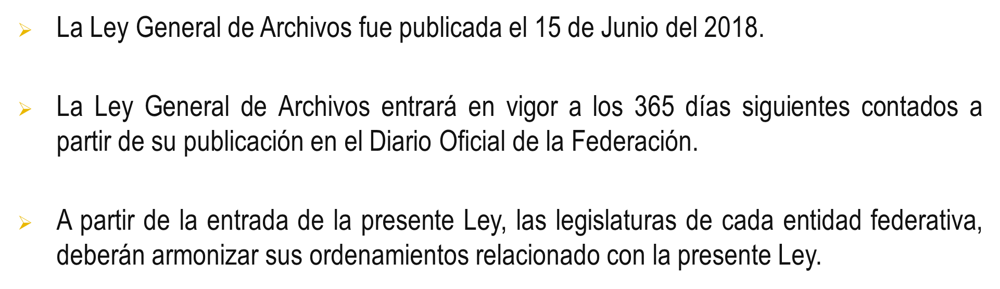 La Ley General de Archivos fue publicada el 15 de Junio del 2018.
La Ley General de Archivos entrará en vigor a los 365 días siguientes contados a
partir de su publicación en el Diario Oficial de la Federación.
A partir de la entrada de la presente Ley, las legislaturas de cada entidad federativa,
deberán armonizar sus ordenamientos relacionado con la presente Ley.